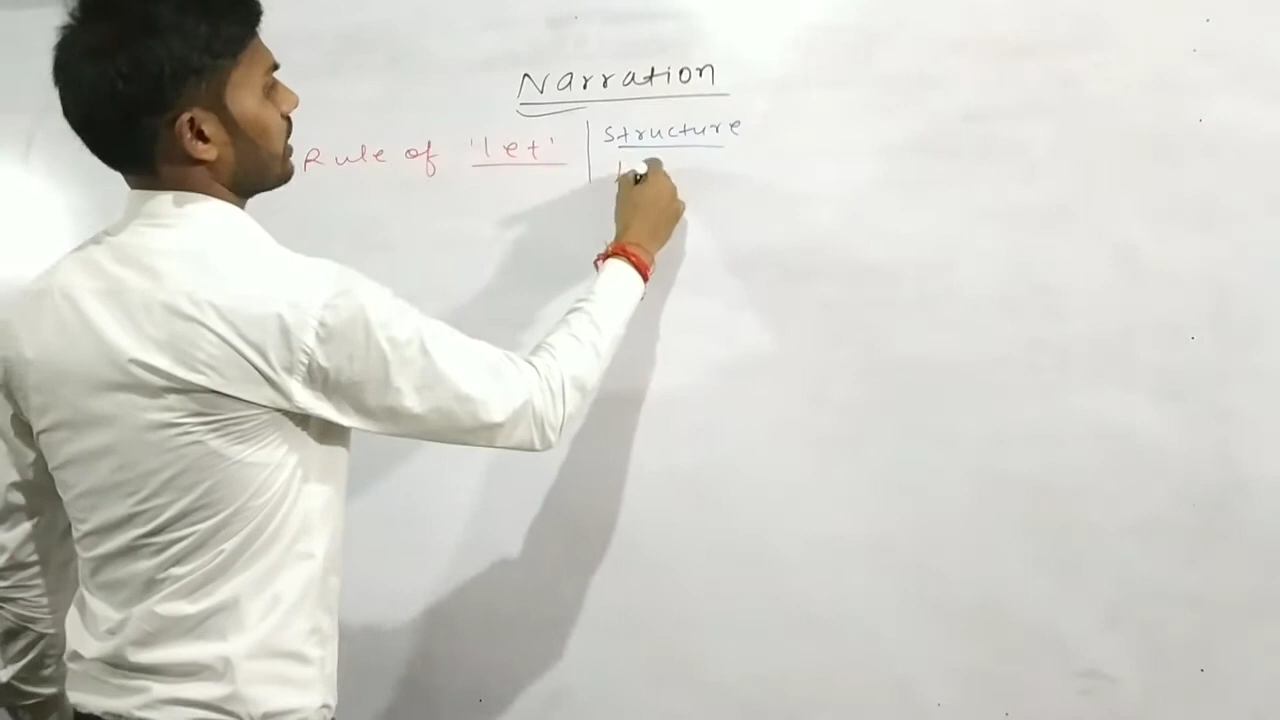 Narration
Rule of 'let' | Structure